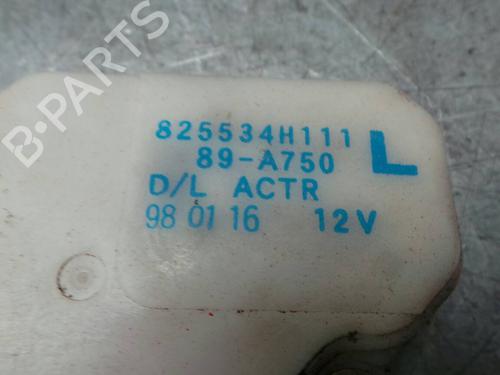 825534H111
89-A750
L
D/L ACTR
98 01 16 12V
B-Parts